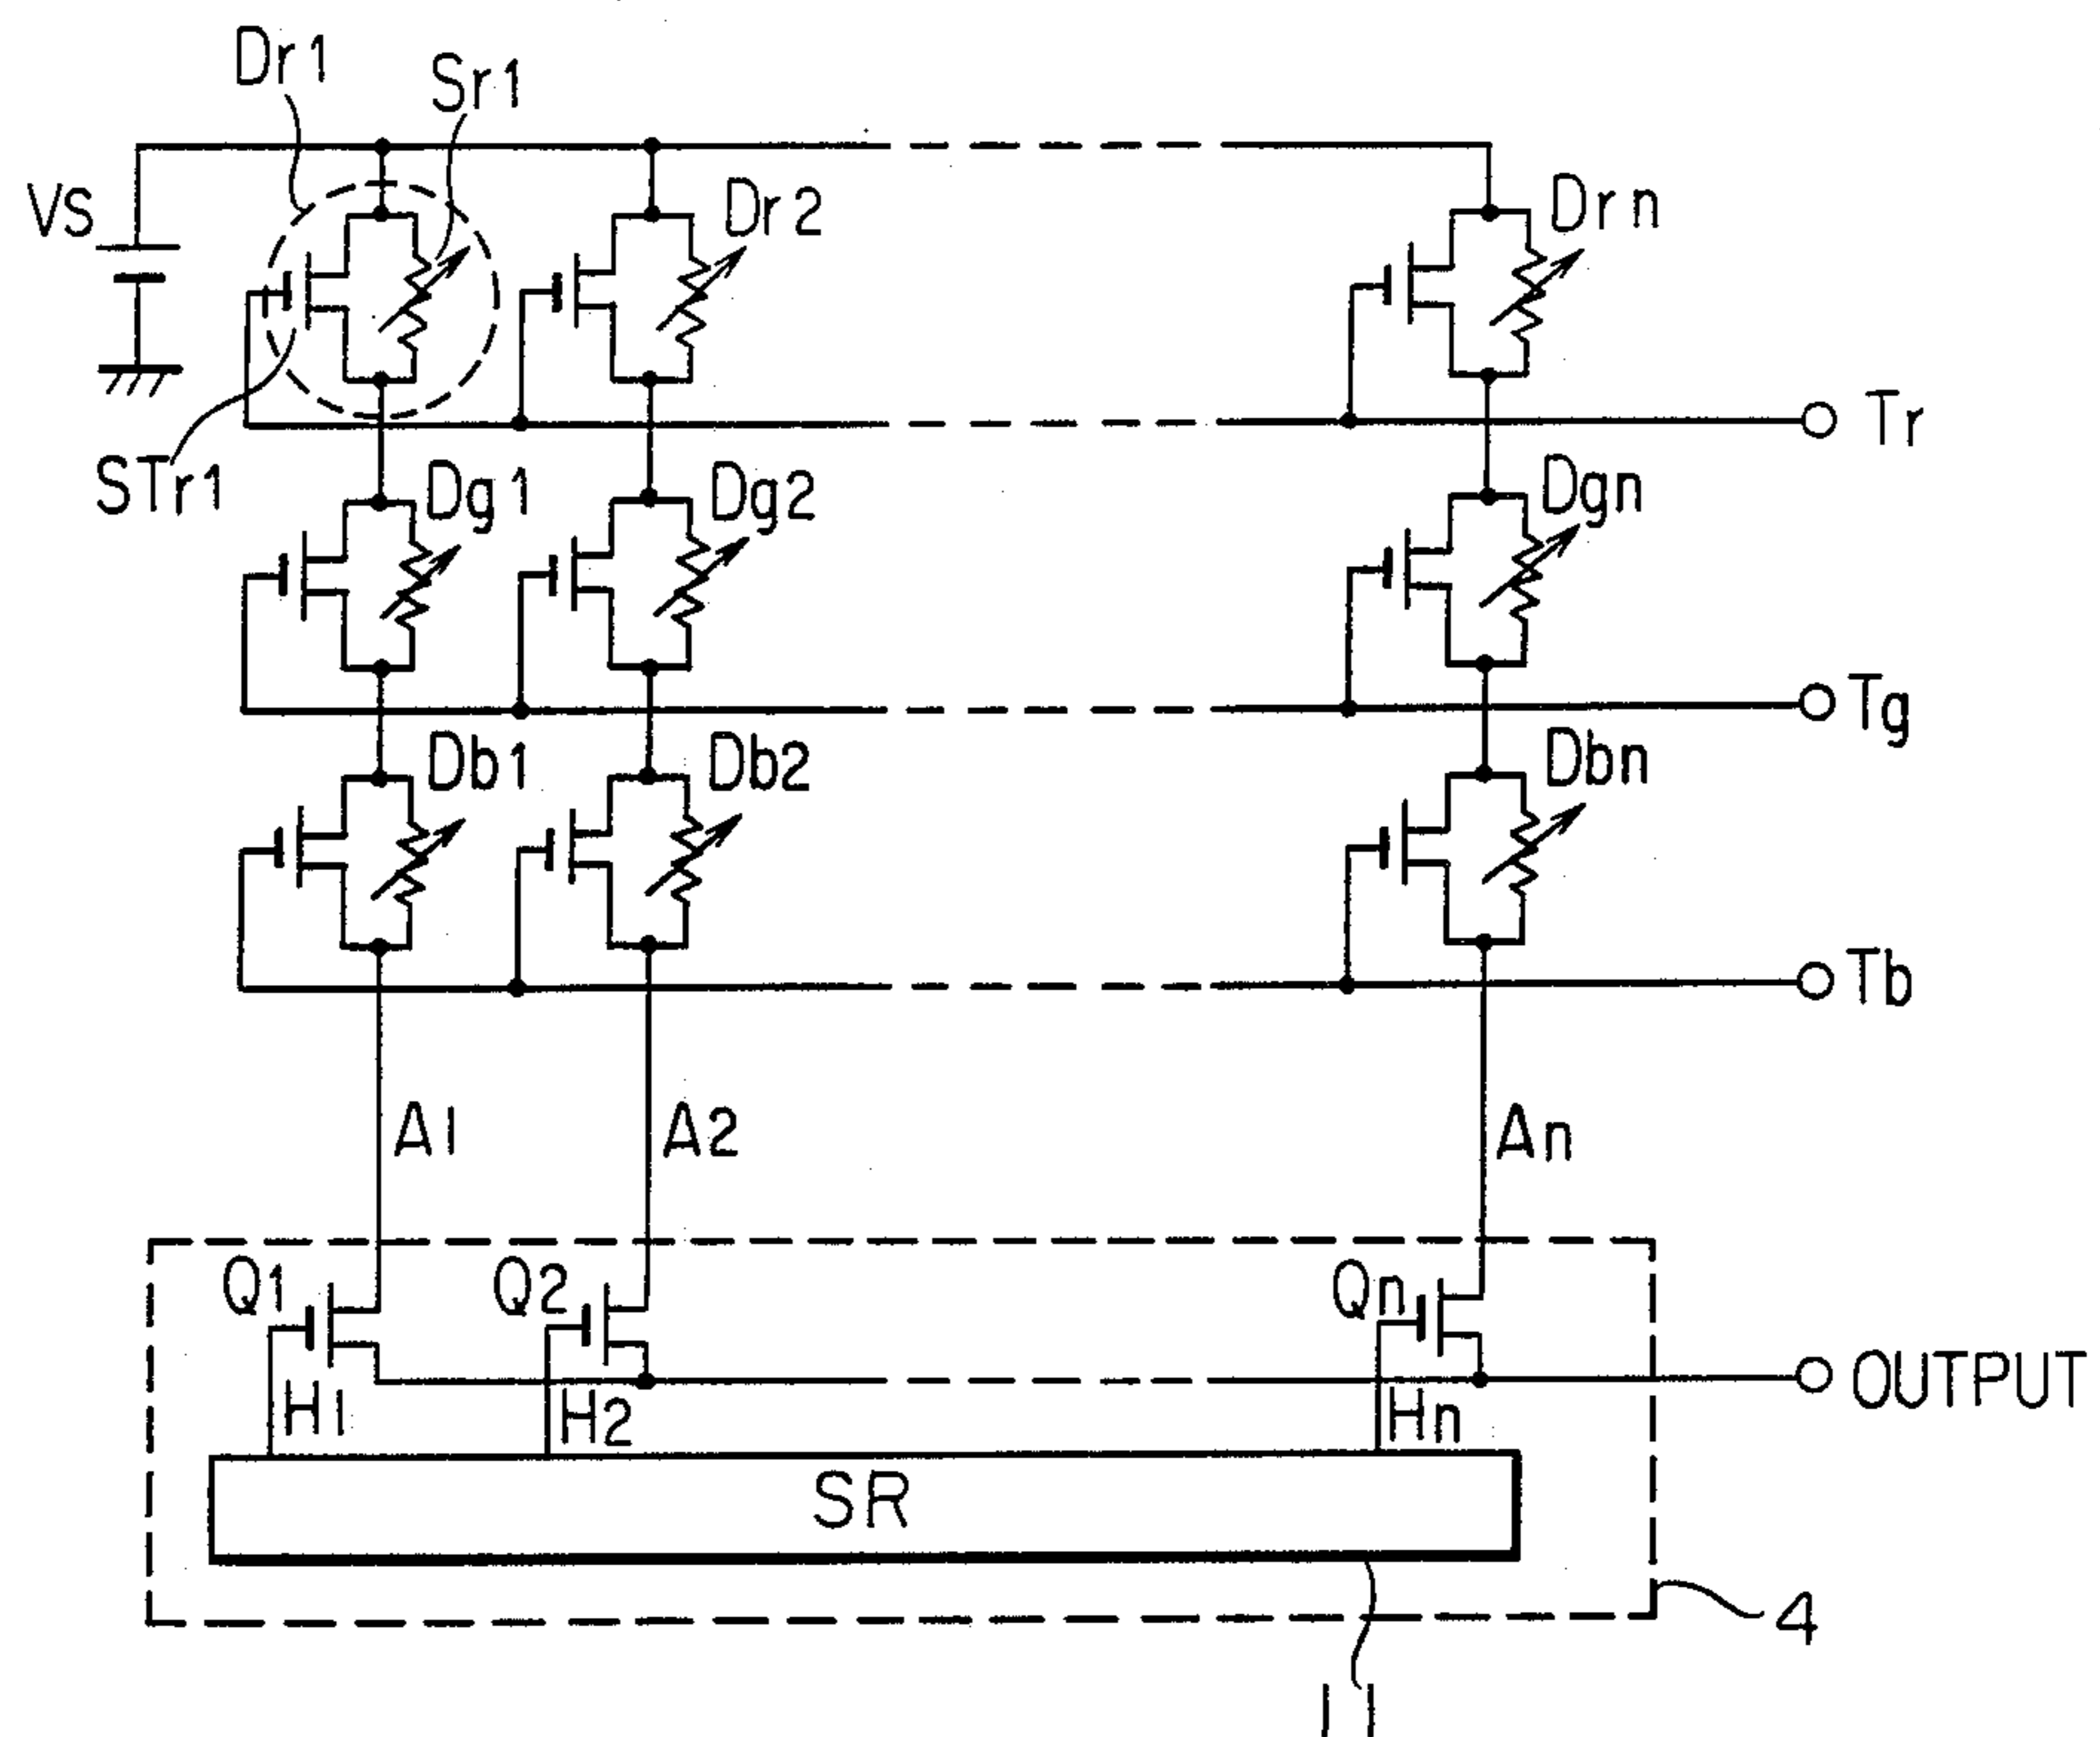 Dr1
Sr1
VS
Dr2
Drn
Tr
STr1
Dg1
Dg2
Dgn
Tg
Db1
Db2
Dbn
Tb
A1
A2
An
Q1
Q2
Qn
H1
H2
Hn
OUTPUT
SR
4
11